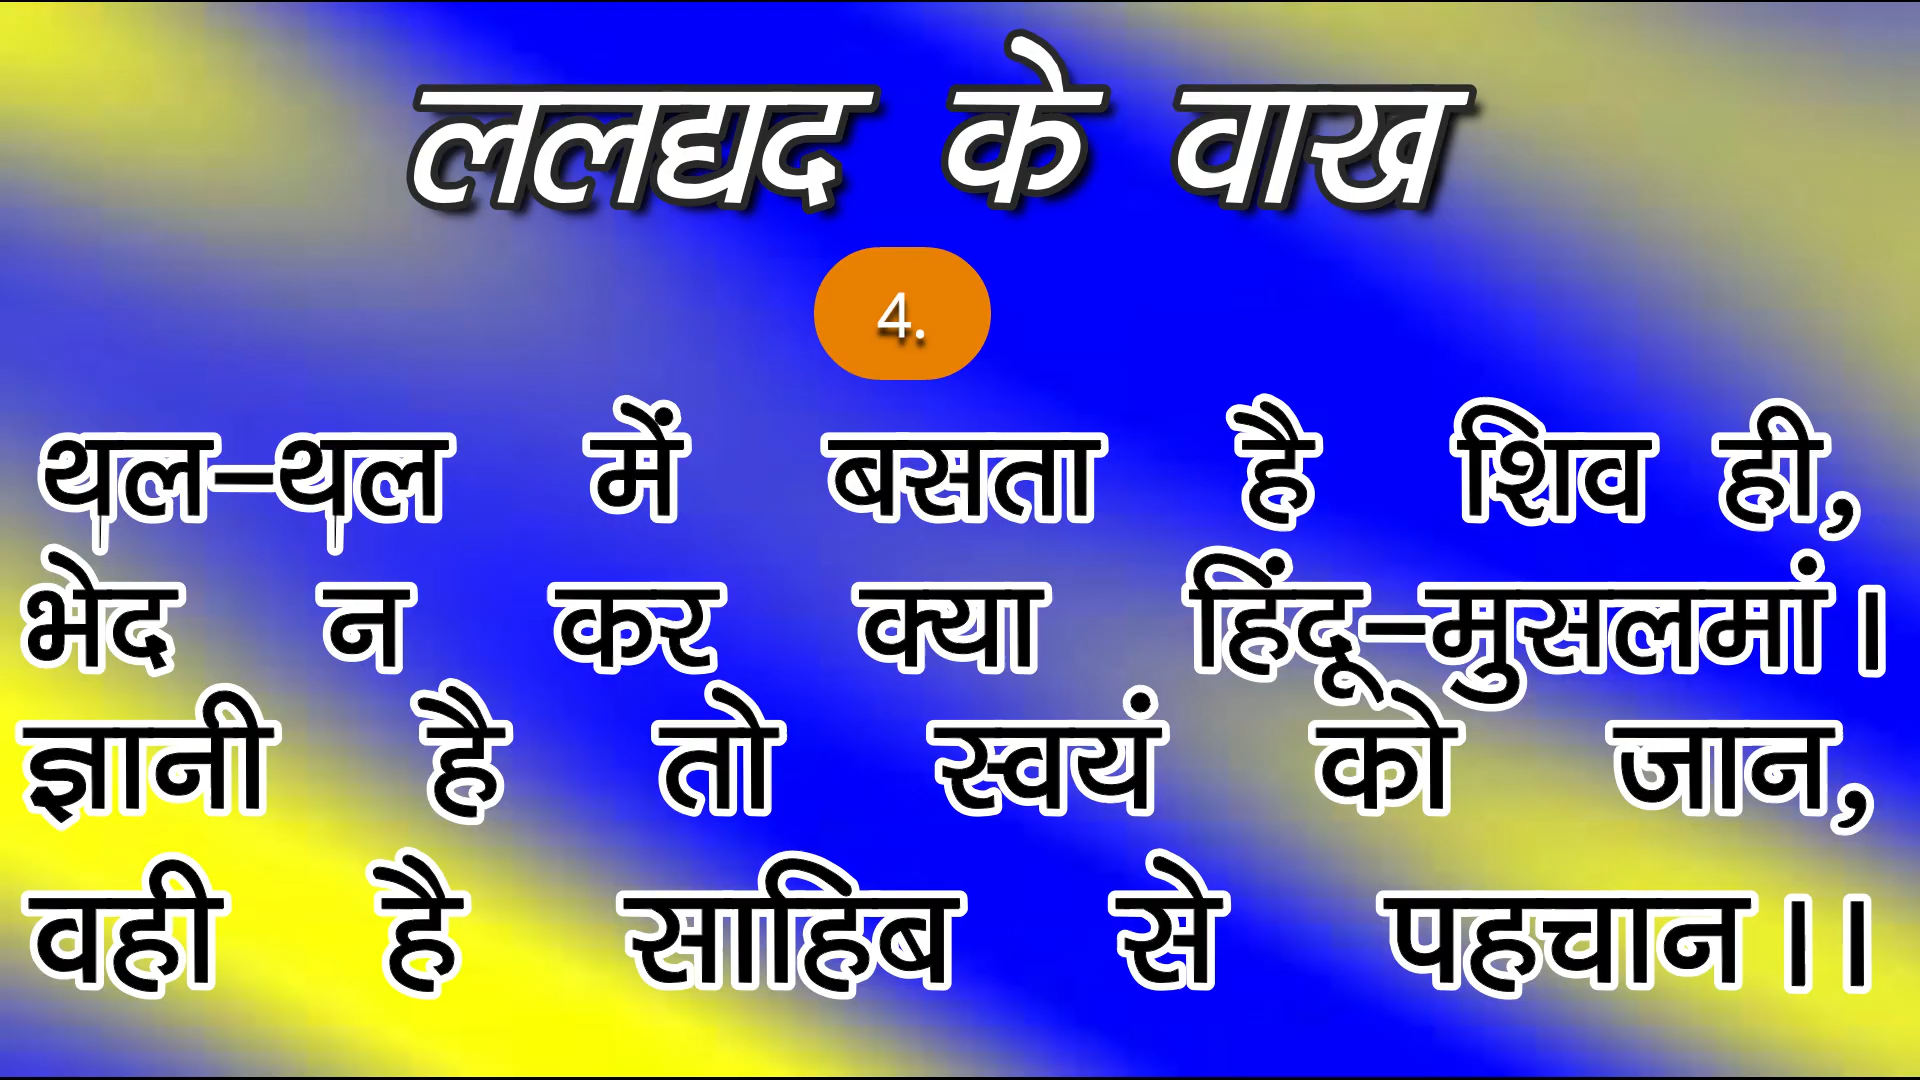 ललद्यद के वाख
4.
थल-थल में बसता है शिव ही,
भेद न कर क्या हिंदू-मुसलमां।
ज्ञानी है तो स्वयं को जान,
वही है साहिब से पहचान।।